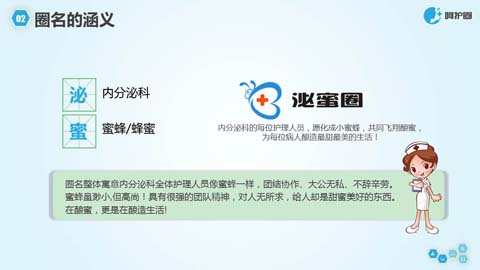 02 圈名的涵义
呵护圈
泌 内分泌科
蜜 蜜蜂/蜂蜜
泌蜜圈
内分泌科的每位护理人员，愿化成小蜜蜂，共同飞翔酿蜜，
为每位病人酿造最甜最美的生活！
圈名整体寓意内分泌科全体护理人员像蜜蜂一样，团结协作、大公无私、不辞辛劳。
蜜蜂虽渺小,但高尚！具有很强的团队精神，对人无所求，给人却是甜蜜美好的东西。
在酿蜜，更是在酿造生活!